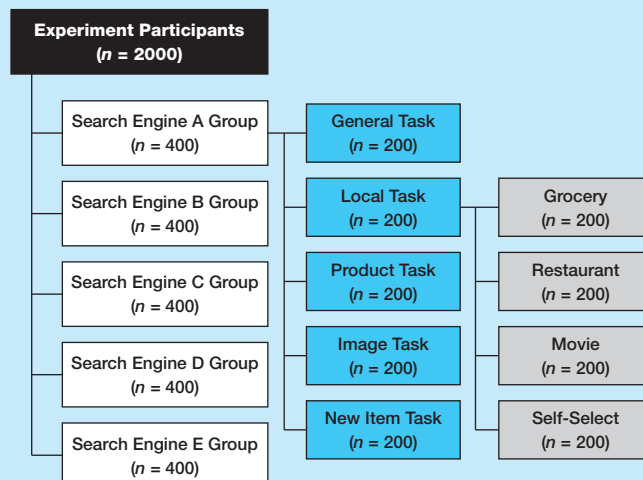 Experiment Participants
(n = 2000)
Search Engine A Group
(n = 400)
Search Engine B Group
(n = 400)
Search Engine C Group
(n = 400)
Search Engine D Group
(n = 400)
Search Engine E Group
(n = 400)
General Task
(n = 200)
Local Task
(n = 200)
Product Task
(n = 200)
Image Task
(n = 200)
New Item Task
(n = 200)
Grocery
(n = 200)
Restaurant
(n = 200)
Movie
(n = 200)
Self-Select
(n = 200)